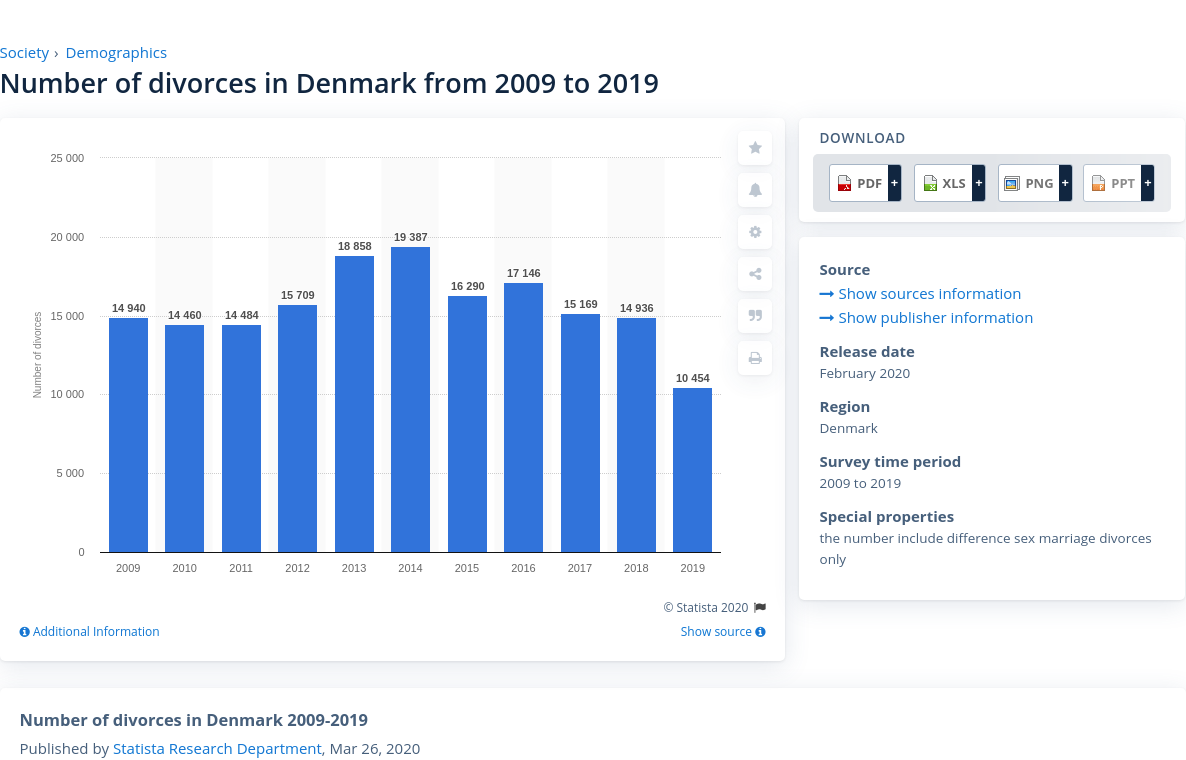 Society › Demographics
Number of divorces in Denmark from 2009 to 2019
25 000
20 000
15 000
10 000
5 000
0
Number of divorces
14 940
14 460
11 484
15 709
18 858
19 387
16 290
17 146
15 169
14 936
10 454
2009 2010 2011 2012 2013 2014 2015 2016 2017 2018 2019
© Statista 2020
Additional Information
Show source
DOWNLOAD
PDF + XLS + PNG + PPT +
Source
Show sources information
Show publisher information
Release date
February 2020
Region
Denmark
Survey time period
2009 to 2019
Special properties
the number include difference sex marriage divorces
only
Number of divorces in Denmark 2009-2019
Published by Statista Research Department, Mar 26, 2020